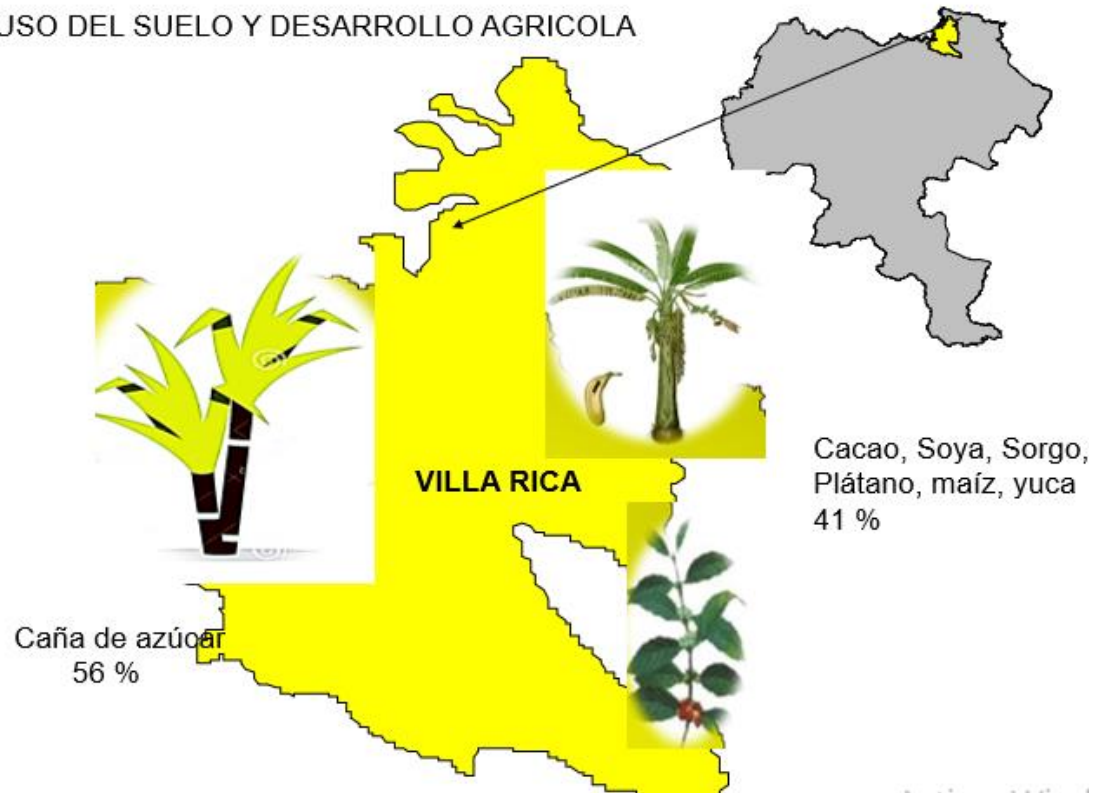 USO DEL SUELO Y DESARROLLO AGRICOLA
VILLA RICA
Cacao, Soya, Sorgo,
Plátano, maíz, yuca
41 %
Caña de azúcar
56 %